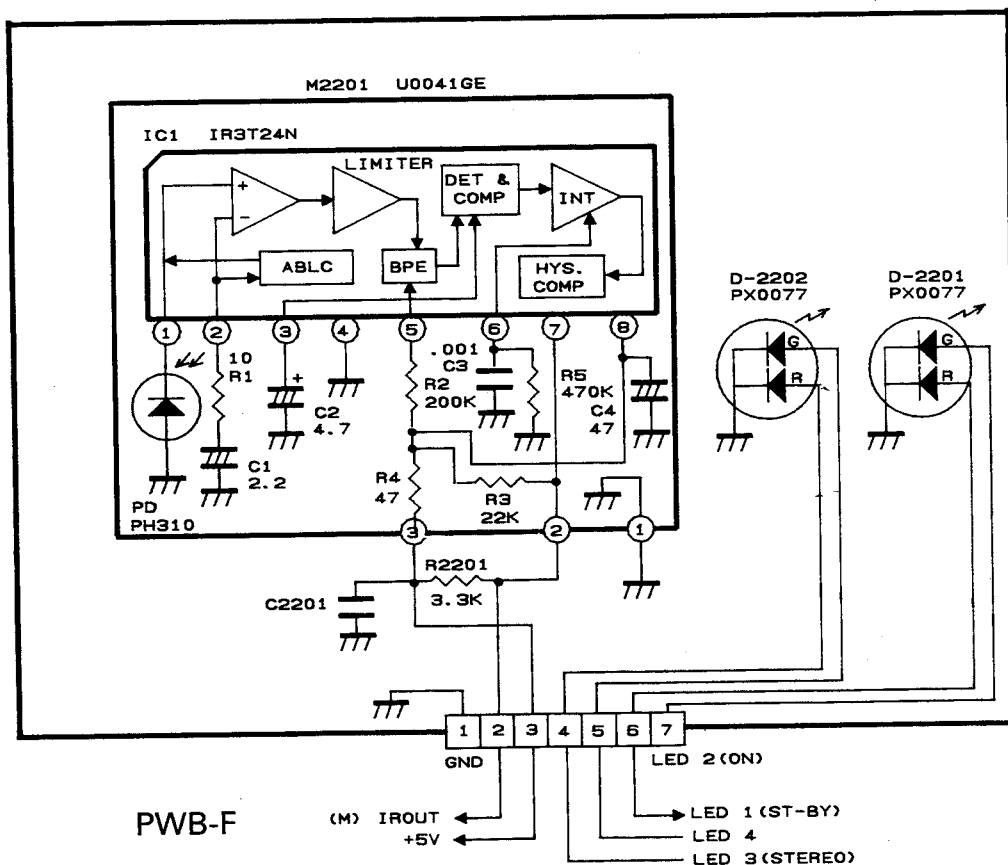 M2201 U0041GE
IC1 IR3T24N
LIMITER
DET &
COMP
+
−
INT
ABLC
BPE
HYS.
COMP
D-2202
PX0077
D-2201
PX0077
G
R
G
R
1
2
3
4
5
6
7
8
10
R1
+
C2
4.7
R2
200K
.001
C3
R5
470K
C4
47
C1
2.2
R4
47
R3
22K
PD
PH310
3
2
1
R2201
3.3K
C2201
1 2 3 4 5 6 7
GND
LED 2(ON)
PWB-F
(M) IROUT
+5V
LED 1(ST-BY)
LED 4
LED 3(STEREO)